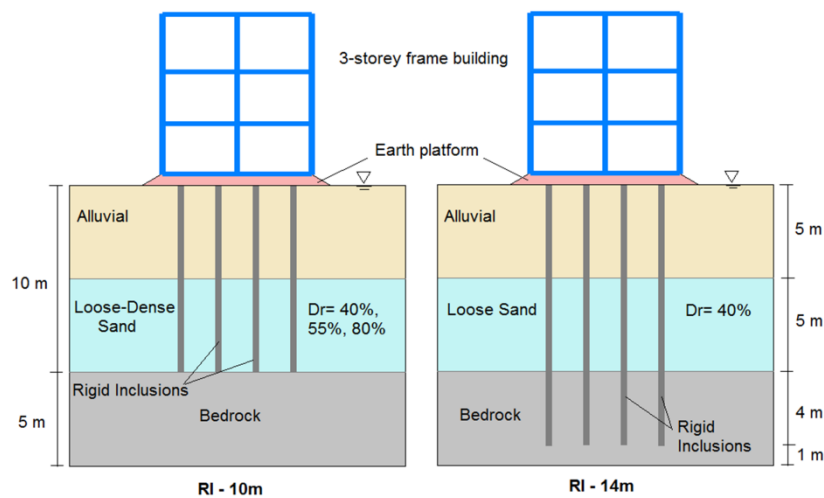 3-storey frame building
Earth platform
Alluvial
10 m
Loose-Dense
Sand
Dr= 40%,
55%, 80%
Rigid Inclusions
Bedrock
5 m
RI - 10m
Alluvial
5 m
Loose Sand
Dr= 40%
5 m
Bedrock
Rigid
Inclusions
4 m
1 m
RI - 14m